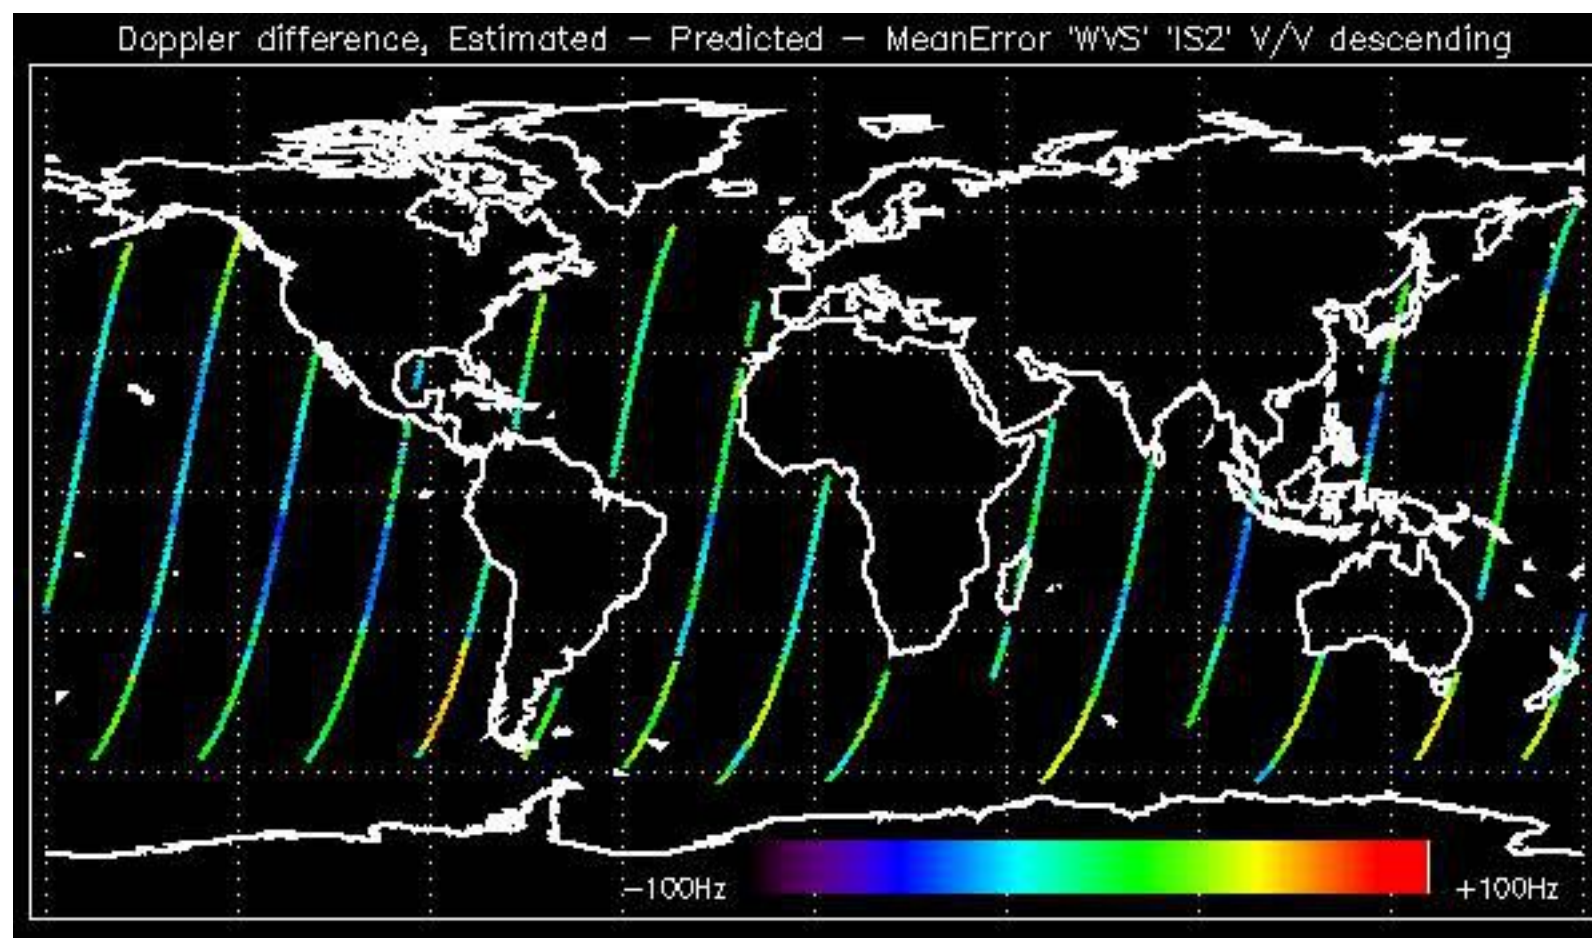 Doppler difference, Estimated – Predicted – MeanError 'WVS' 'IS2' V/V descending
–100Hz +100Hz